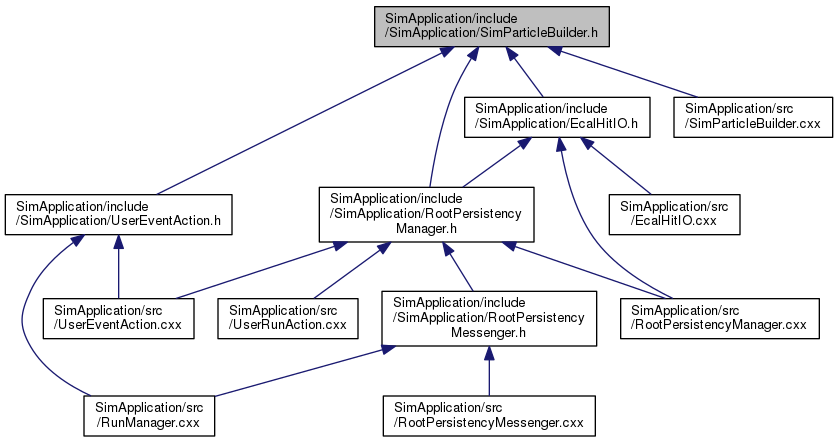 SimApplication/include
/SimApplication/SimParticleBuilder.h
SimApplication/include
/SimApplication/EcalHitIO.h
SimApplication/src
/SimParticleBuilder.cxx
SimApplication/include
/SimApplication/UserEventAction.h
SimApplication/include
/SimApplication/RootPersistency
Manager.h
SimApplication/src
/EcalHitIO.cxx
SimApplication/src
/UserEventAction.cxx
SimApplication/src
/UserRunAction.cxx
SimApplication/include
/SimApplication/RootPersistency
Messenger.h
SimApplication/src
/RootPersistencyManager.cxx
SimApplication/src
/RunManager.cxx
SimApplication/src
/RootPersistencyMessenger.cxx